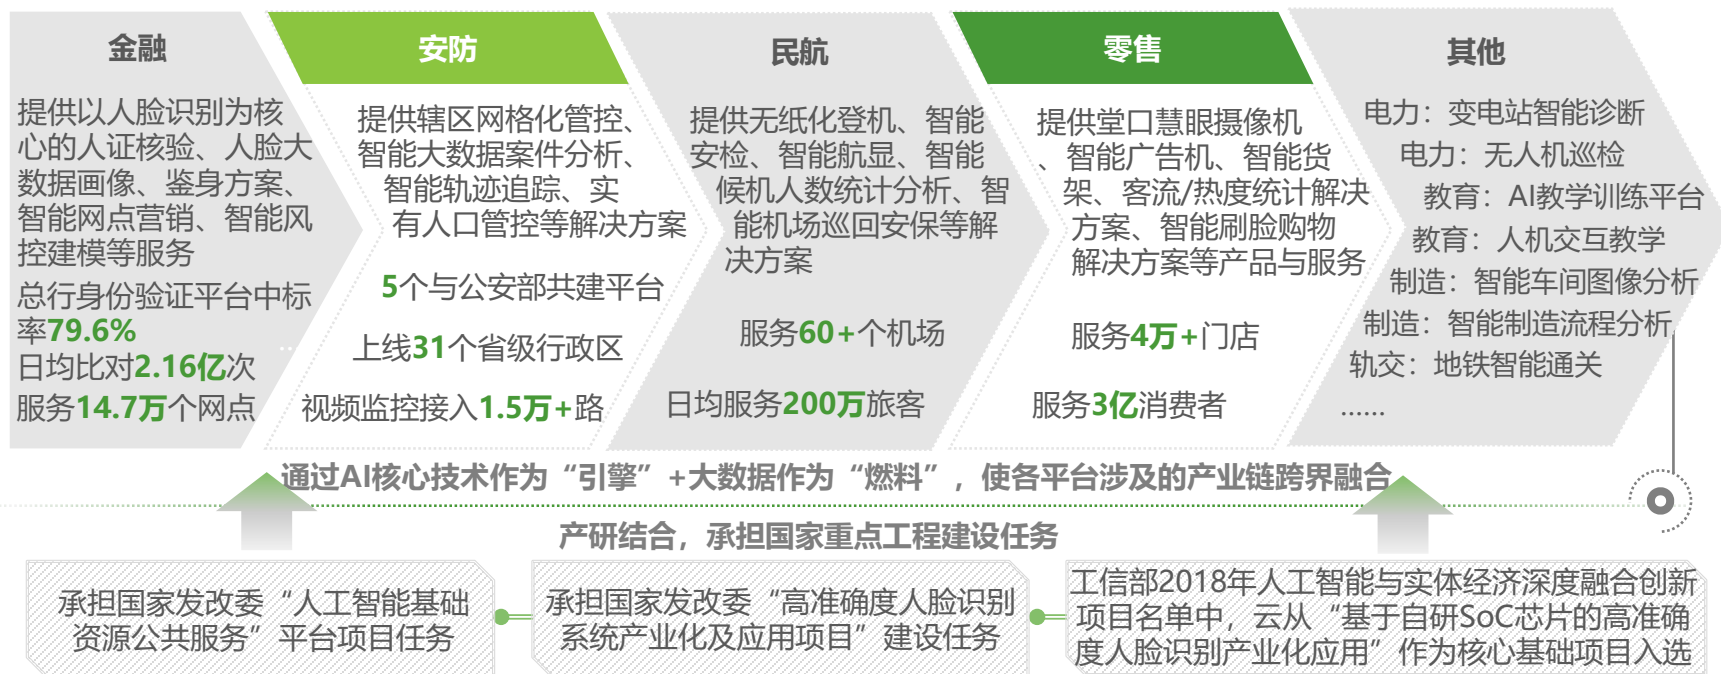 金融
提供以人脸识别为核
心的人证核验、人脸大
数据画像、鉴身方案、
智能网点营销、智能风
控建模等服务
总行身份验证平台中标
率79.6%
日均比对2.16亿次
服务14.7万个网点
安防
提供辖区网格化管控、
智能大数据案件分析、
智能轨迹追踪、实
有人口管控等解决方案
5个与公安部共建平台
上线31个省级行政区
视频监控接入1.5万+路
民航
提供无纸化登机、智能
安检、智能航显、智能
候机人数统计分析、智
能机场巡回安保等解
决方案
服务60+个机场
日均服务200万旅客
零售
提供堂口慧眼摄像机
、智能广告机、智能货
架、客流/热度统计解决
方案、智能刷脸购物
解决方案等产品与服务
服务4万+门店
服务3亿消费者
其他
电力：变电站智能诊断
电力：无人机巡检
教育：AI教学训练平台
教育：人机交互教学
制造：智能车间图像分析
制造：智能制造流程分析
轨交：地铁智能通关
......
通过AI核心技术作为“引擎”+大数据作为“燃料”，使各平台涉及的产业链跨界融合
产研结合，承担国家重点工程建设任务
承担国家发改委“人工智能基础
资源公共服务”平台项目任务
承担国家发改委“高准确度人脸识别
系统产业化及应用项目”建设任务
工信部2018年人工智能与实体经济深度融合创新
项目名单中，云从“基于自研SoC芯片的高准确
度人脸识别产业化应用”作为核心基础项目入选